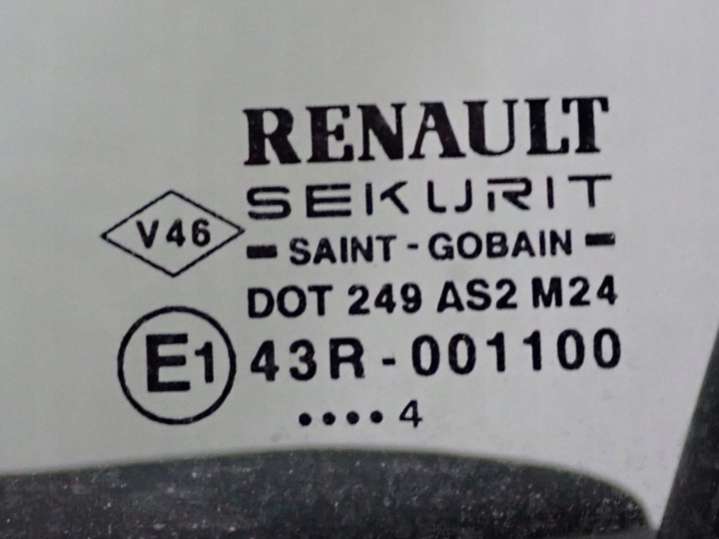 RENAULT
SEKURIT
V46
- SAINT-GOBAIN -
DOT 249 AS2 M24
E1 43R-001100
••••4